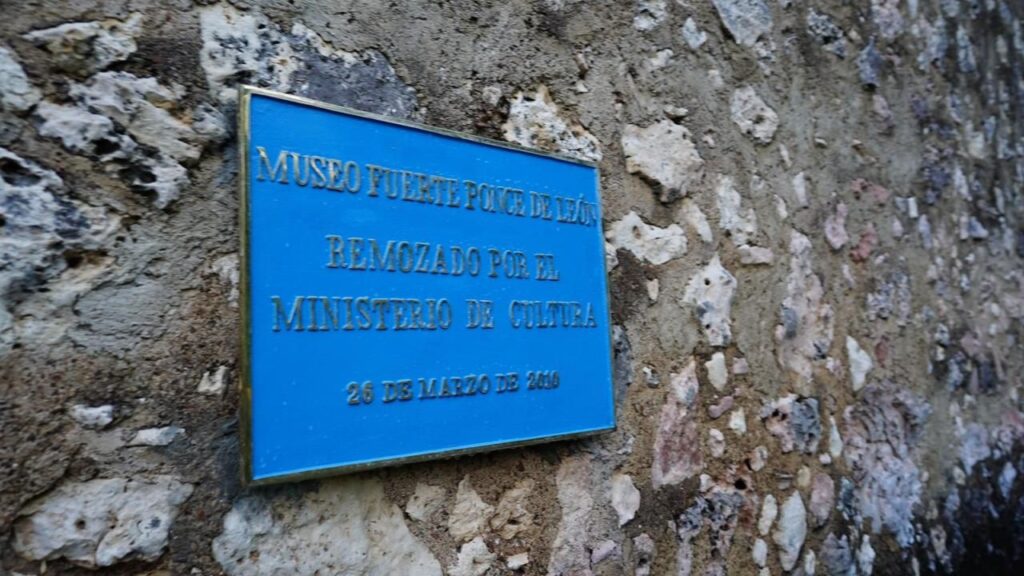 MUSEO FUERTE PONCE DE LEÓN
REMOZADO POR EL
MINISTERIO DE CULTURA
26 DE MARZO DE 2010